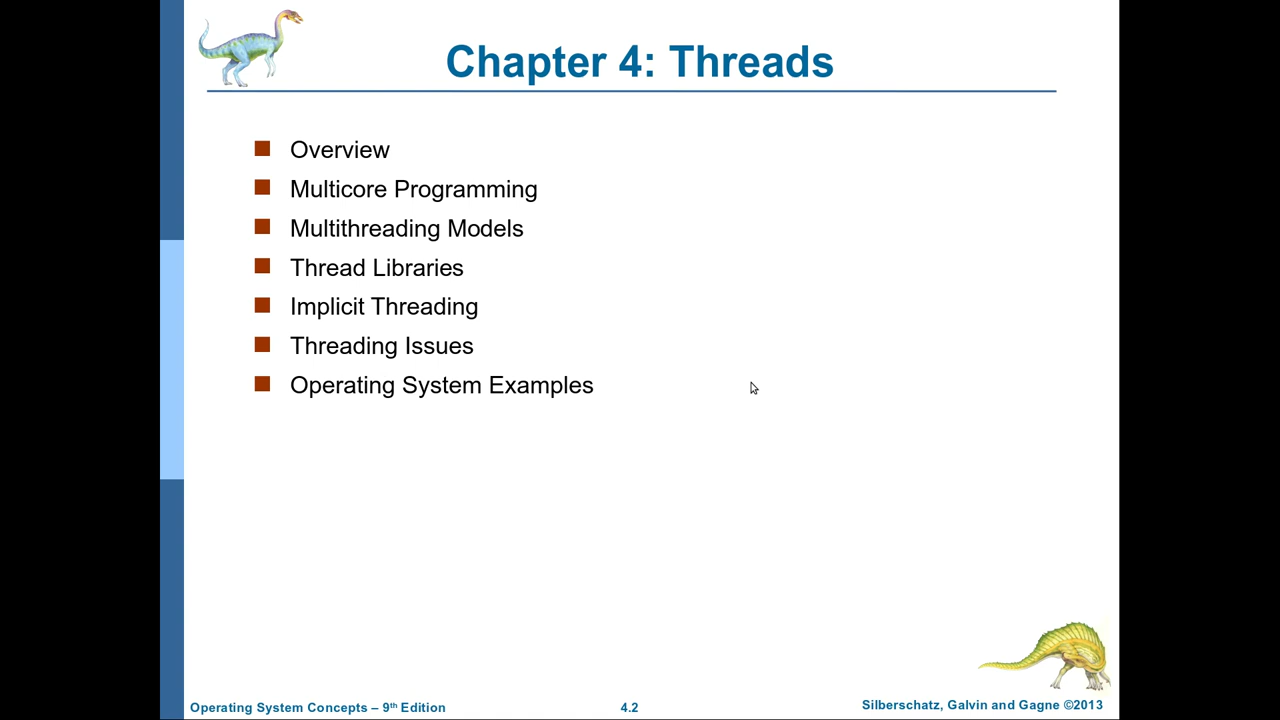 Chapter 4: Threads
Overview
Multicore Programming
Multithreading Models
Thread Libraries
Implicit Threading
Threading Issues
Operating System Examples
Operating System Concepts – 9th Edition
4.2
Silberschatz, Galvin and Gagne ©2013